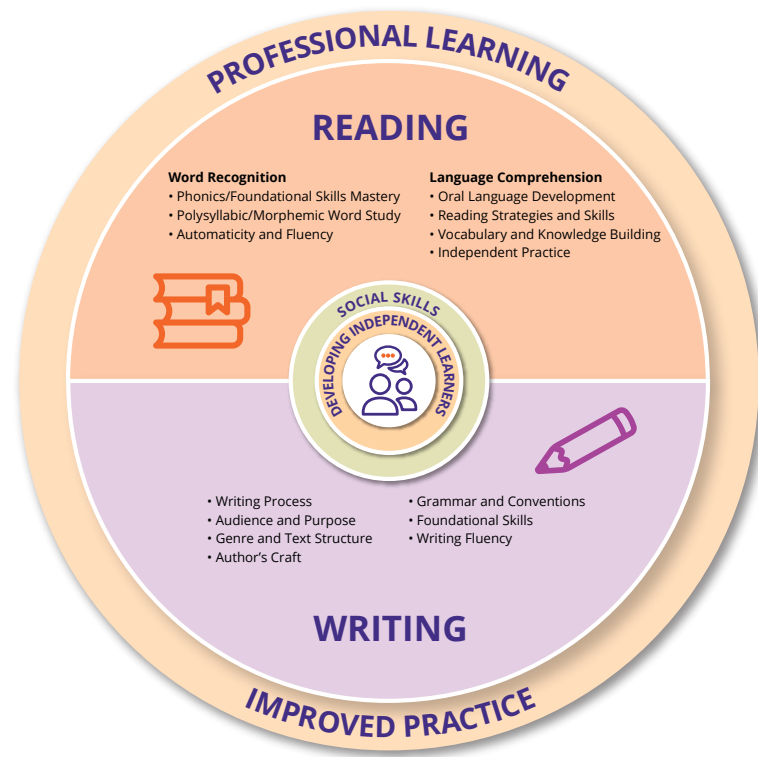 PROFESSIONAL LEARNING
READING
Word Recognition
• Phonics/Foundational Skills Mastery
• Polysyllabic/Morphemic Word Study
• Automaticity and Fluency
Language Comprehension
• Oral Language Development
• Reading Strategies and Skills
• Vocabulary and Knowledge Building
• Independent Practice
SOCIAL SKILLS
DEVELOPING INDEPENDENT LEARNERS
• Writing Process
• Audience and Purpose
• Genre and Text Structure
• Author’s Craft
• Grammar and Conventions
• Foundational Skills
• Writing Fluency
WRITING
IMPROVED PRACTICE